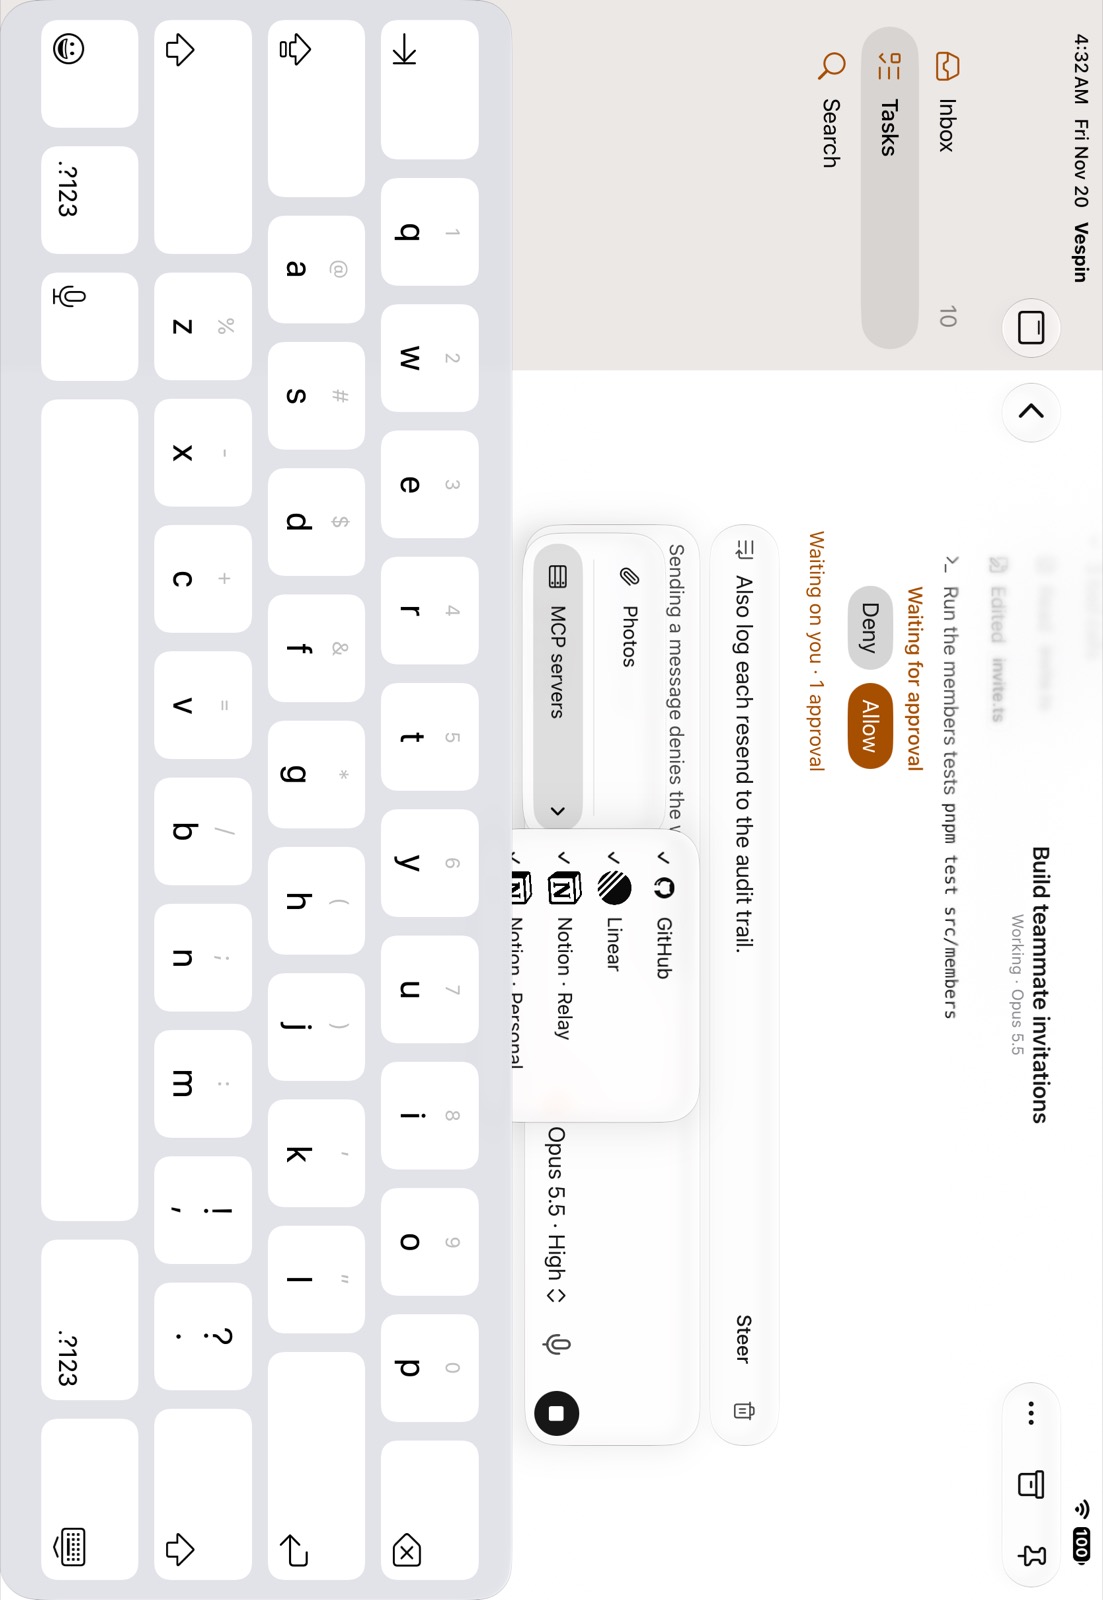 4:32 AM Fri Nov 20 Vespin
100
Build teammate invitations
Working · Opus 5.5
Inbox 10
Tasks
Search
Read invite.ts
Edited invite.ts
Run the members tests pnpm test src/members
Waiting for approval
Deny Allow
Waiting on you · 1 approval
Also log each resend to the audit trail. Steer
Sending a message denies the
Photos
MCP servers
GitHub
Linear
Notion · Relay
Notion · Personal
Opus 5.5 · High
1 2 3 4 5 6 7 8 9 0
q w e r t y u i o p
@ # $ & * ( ) ' "
a s d f g h j k l
% - + = / ; : ! ?
z x c v b n m , .
.?123 .?123